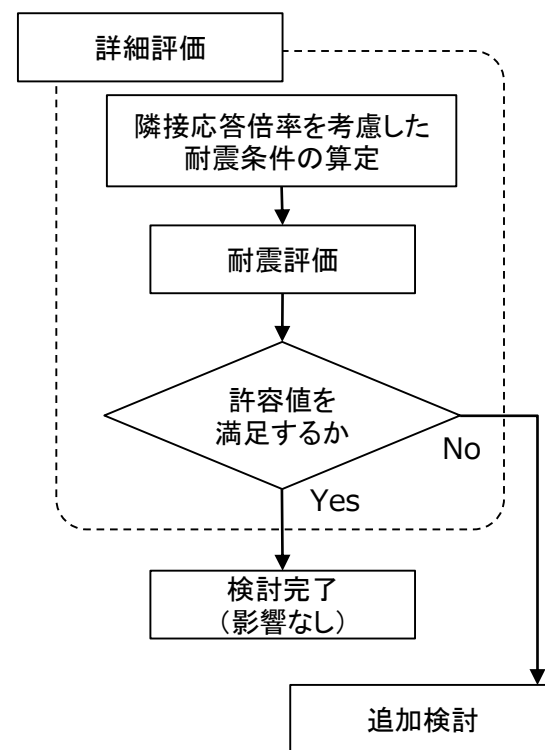 詳細評価
隣接応答倍率を考慮した
耐震条件の算定
耐震評価
許容値を
満足するか
No
Yes
検討完了
（影響なし）
追加検討